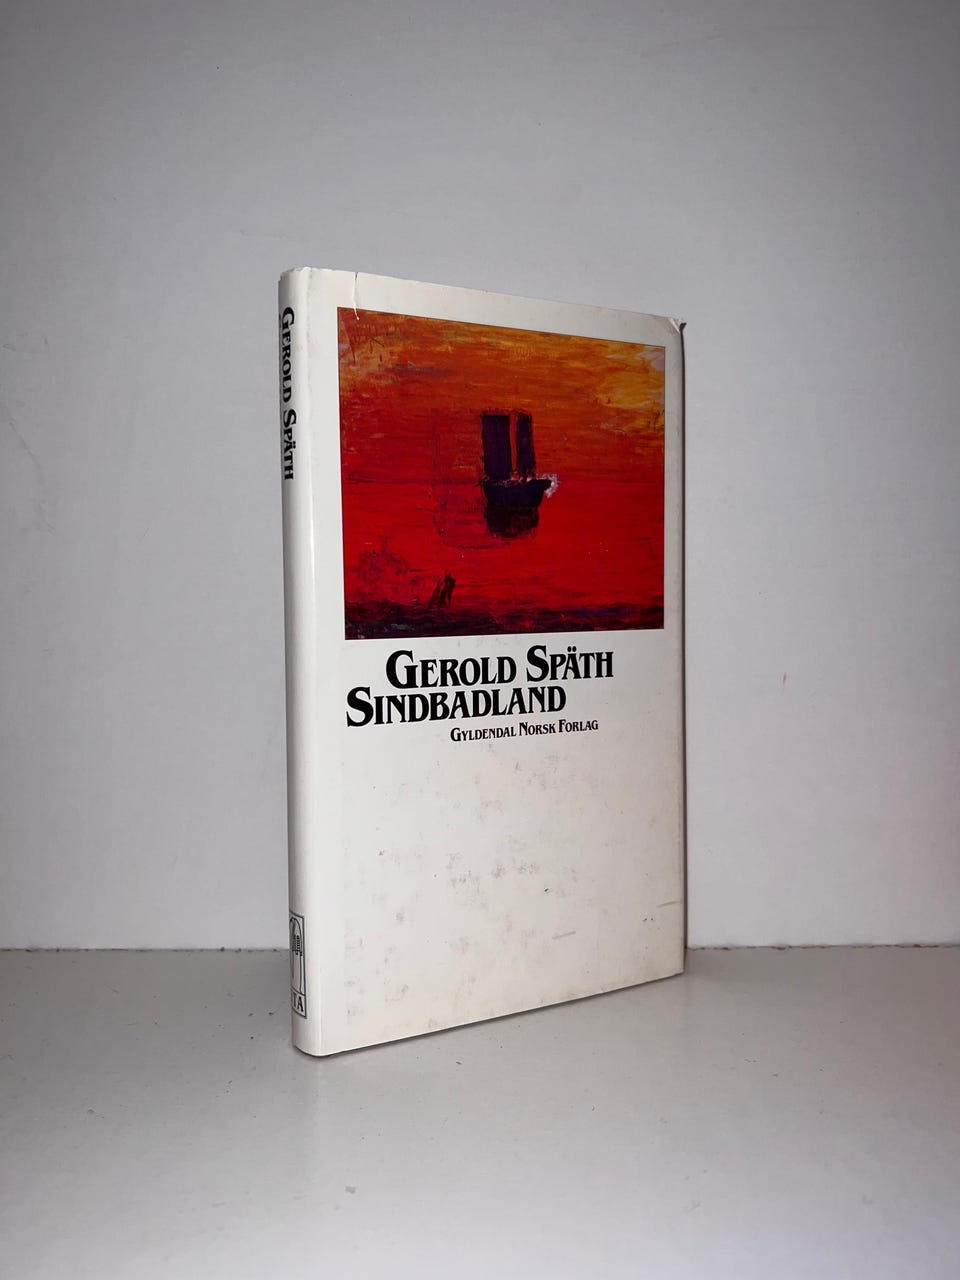 Gerold Späth
Gerold Späth
Sindbadland
Gyldendal Norsk Forlag